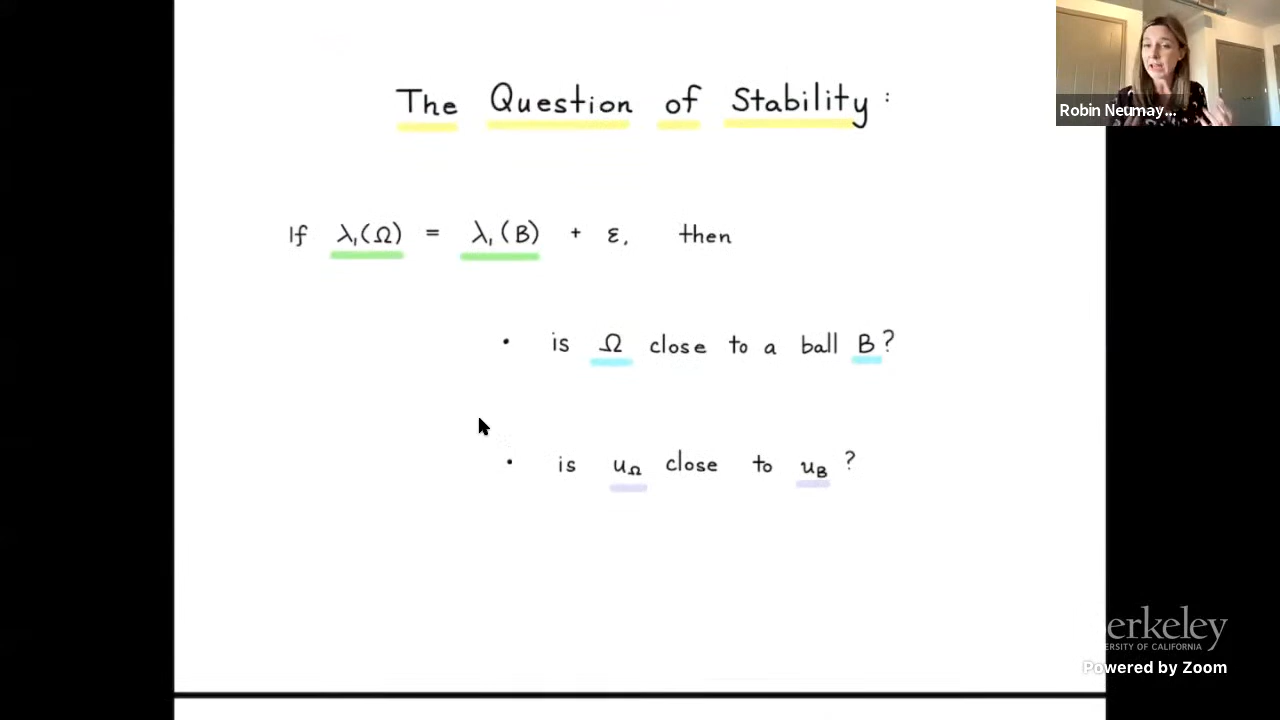 The Question of Stability :
Robin Neumay...
If λ₁(Ω) = λ₁(B) + ε, then
• is Ω close to a ball B?
• is u_Ω close to u_B ?
erkeley
ERSITY OF CALIFORNIA
Powered by Zoom